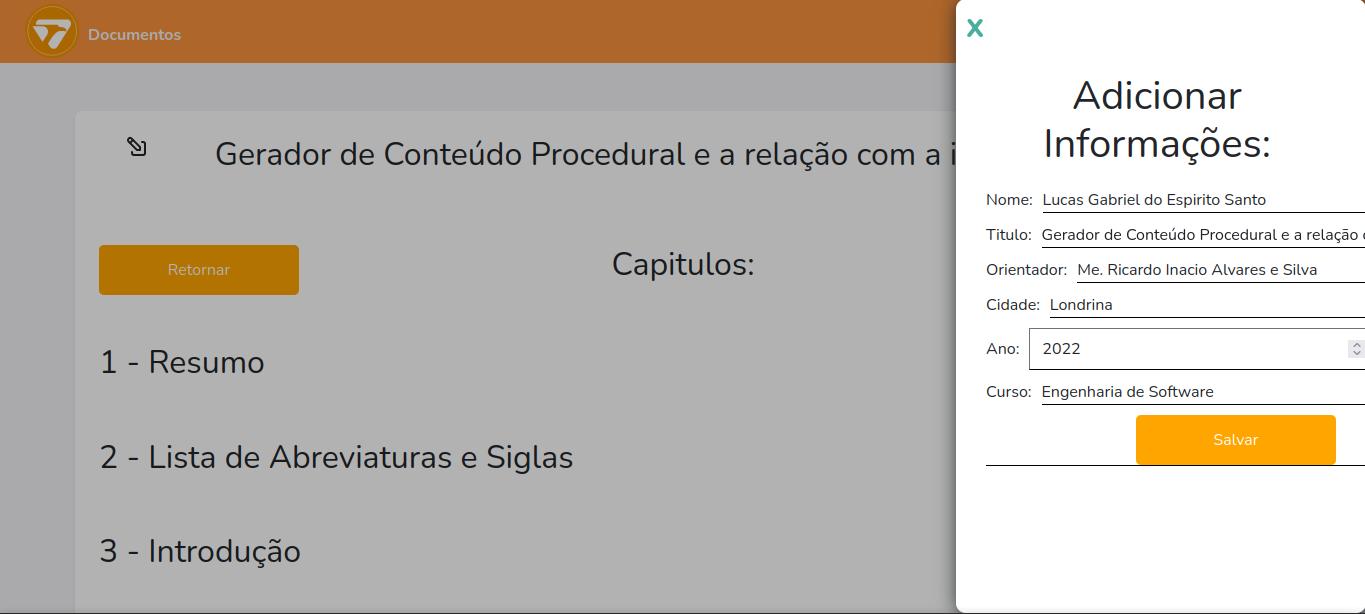 Documentos
Gerador de Conteúdo Procedural e a relação com a i
Retornar
Capitulos:
1 - Resumo
2 - Lista de Abreviaturas e Siglas
3 - Introdução
X
Adicionar
Informações:
Nome: Lucas Gabriel do Espirito Santo
Titulo: Gerador de Conteúdo Procedural e a relação
Orientador: Me. Ricardo Inacio Alvares e Silva
Cidade: Londrina
Ano: 2022
Curso: Engenharia de Software
Salvar